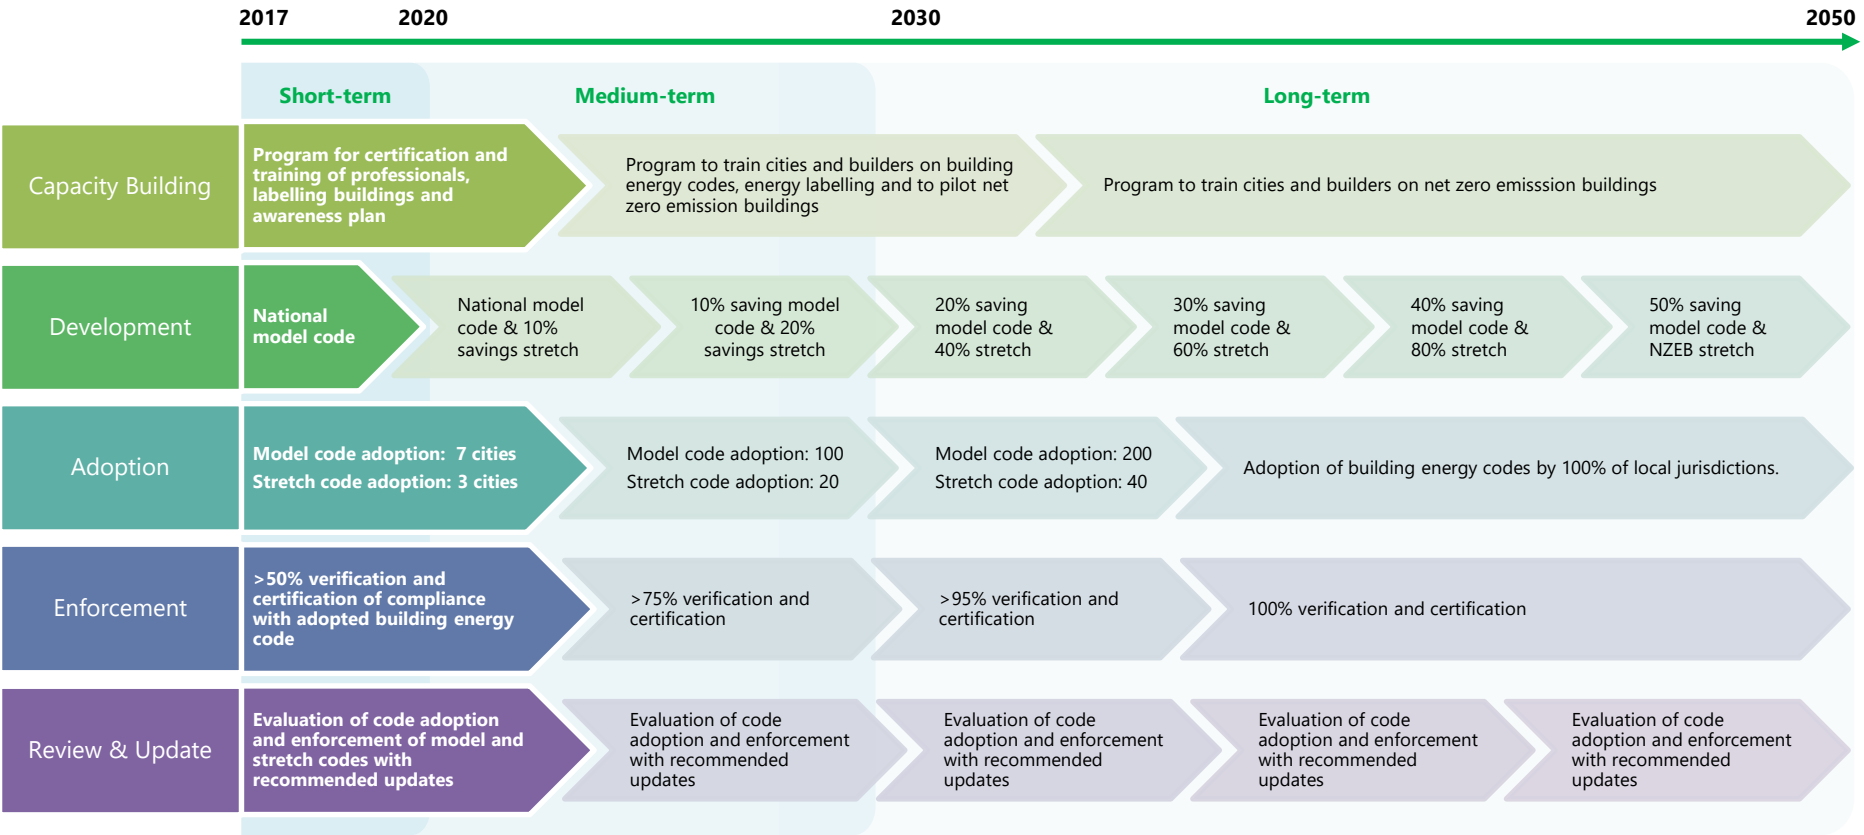 2017 2020 2030 2050
Short-term Medium-term Long-term
Capacity Building
Program for certification and
training of professionals,
labelling buildings and
awareness plan
Program to train cities and builders on building
energy codes, energy labelling and to pilot net
zero emission buildings
Program to train cities and builders on net zero emisssion buildings
Development
National
model code
National model
code & 10%
savings stretch
10% saving model
code & 20%
savings stretch
20% saving
model code &
40% stretch
30% saving
model code &
60% stretch
40% saving
model code &
80% stretch
50% saving
model code &
NZEB stretch
Adoption
Model code adoption: 7 cities
Stretch code adoption: 3 cities
Model code adoption: 100
Stretch code adoption: 20
Model code adoption: 200
Stretch code adoption: 40
Adoption of building energy codes by 100% of local jurisdictions.
Enforcement
>50% verification and
certification of compliance
with adopted building energy
code
>75% verification and
certification
>95% verification and
certification
100% verification and certification
Review & Update
Evaluation of code adoption
and enforcement of model and
stretch codes with
recommended updates
Evaluation of code
adoption and enforcement
with recommended
updates
Evaluation of code
adoption and enforcement
with recommended
updates
Evaluation of code
adoption and enforcement
with recommended
updates
Evaluation of code
adoption and enforcement
with recommended
updates